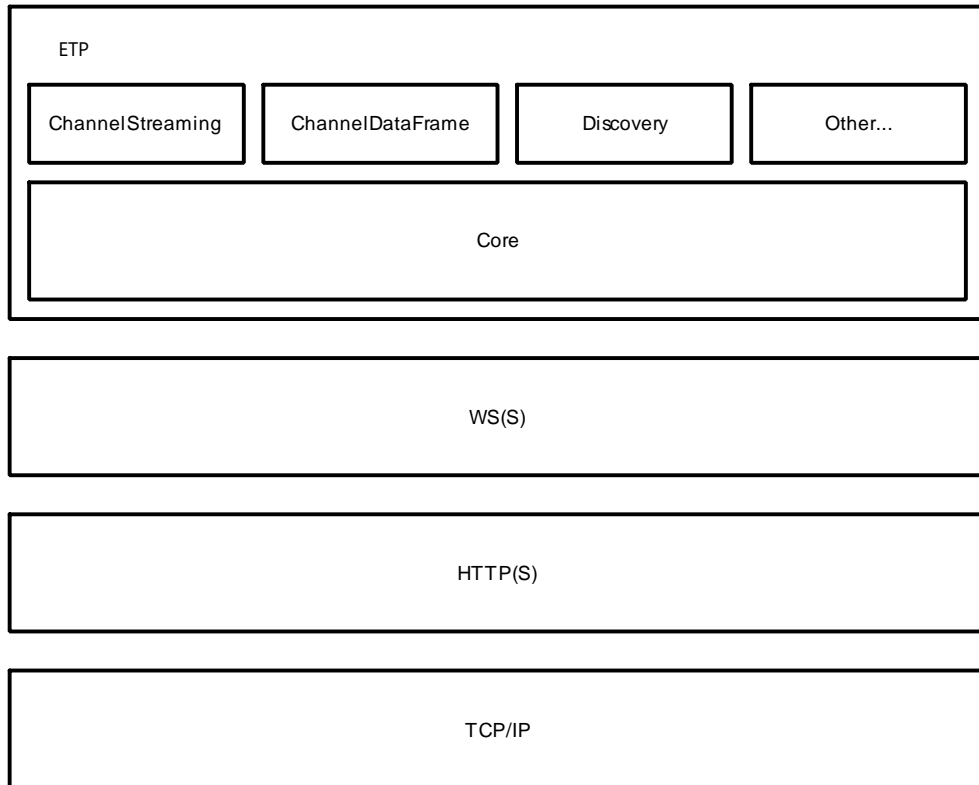 ETP
ChannelStreaming
ChannelDataFrame
Discovery
Other...
Core
WS(S)
HTTP(S)
TCP/IP